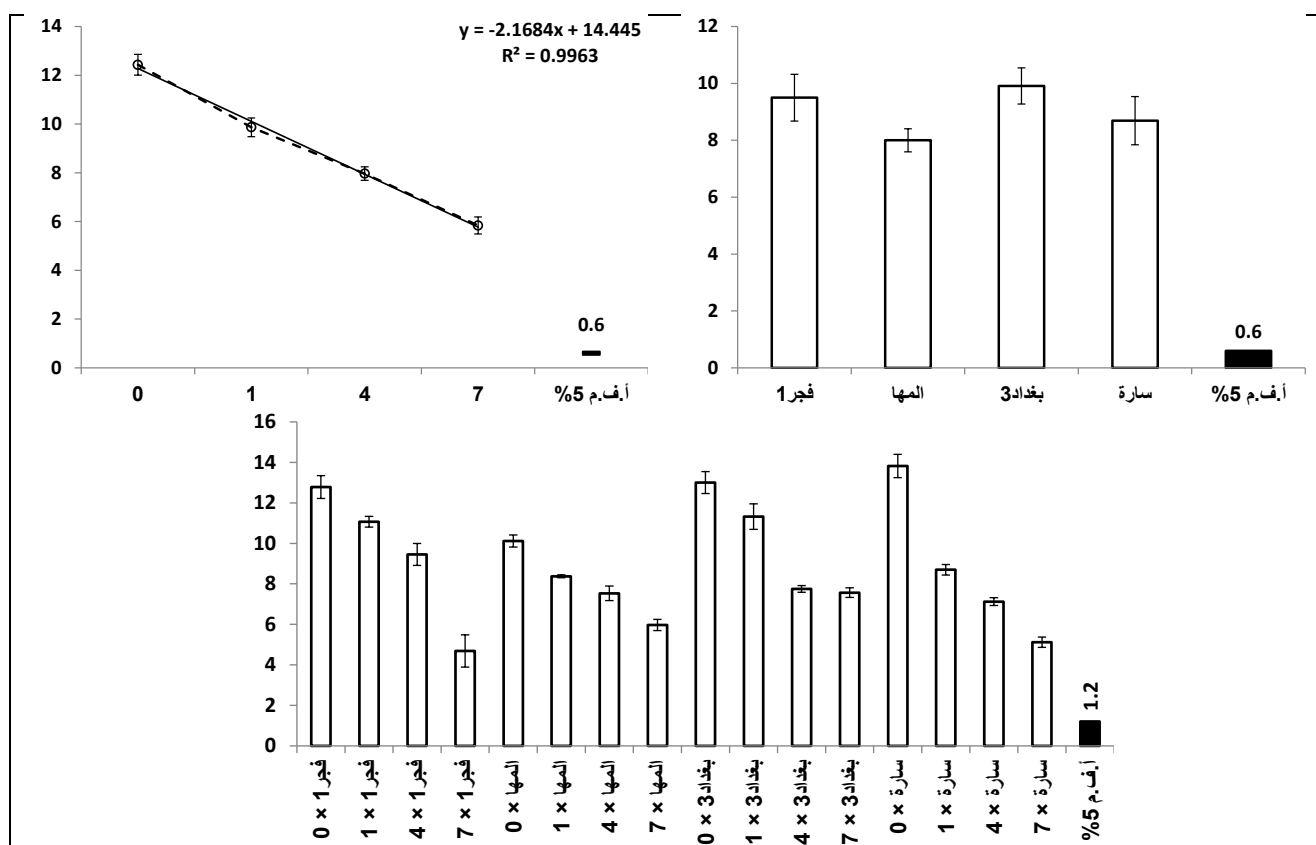 y = -2.1684x + 14.445
R² = 0.9963
14
12
10
8
6
4
2
0
0.6
0 1 4 7 أ.ف.م 5%
12
10
8
6
4
2
0
0.6
فجر1 المها بغداد3 سارة أ.ف.م 5%
16
14
12
10
8
6
4
2
0
1.2
فجر1 × 0
فجر1 × 1
فجر1 × 4
فجر1 × 7
المها × 0
المها × 1
المها × 4
المها × 7
بغداد3 × 0
بغداد3 × 1
بغداد3 × 4
بغداد3 × 7
سارة × 0
سارة × 1
سارة × 4
سارة × 7
أ.ف.م 5%